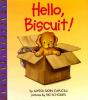 Hello,
Biscuit!
by ALYSSA SATIN CAPUCILLI
pictures by PAT SCHORIES